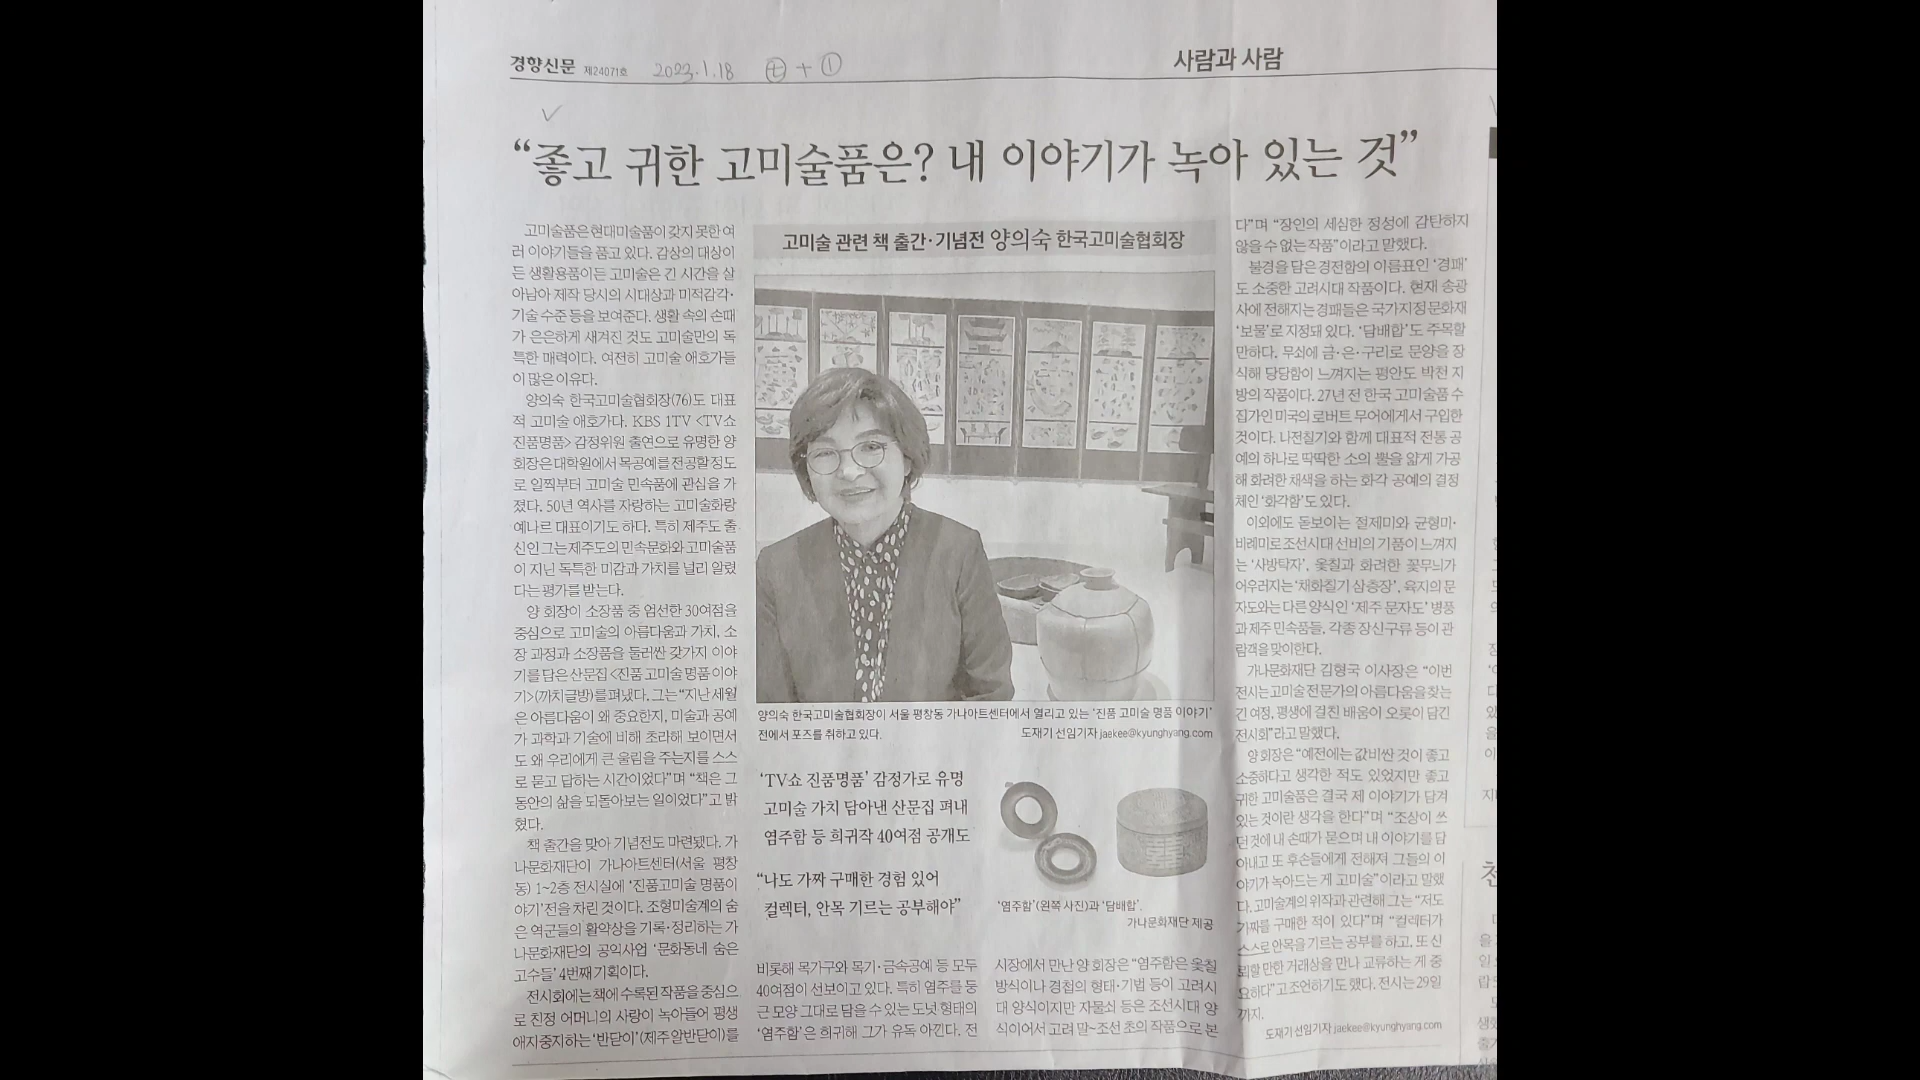 경향신문 제24071호 2023.1.18 ㊏ + ①
사람과 사람
“좋고 귀한 고미술품은? 내 이야기가 녹아 있는 것”
고미술품은 현대미술품이 갖지 못한 여
러 이야기들을 품고 있다. 감상의 대상이
든 생활용품이든 고미술은 긴 시간을 살
아남아 제작 당시의 시대상과 미적감각·
기술 수준 등을 보여준다. 생활 속의 손때
가 은은하게 새겨진 것도 고미술만의 독
특한 매력이다. 여전히 고미술 애호가들
이 많은 이유다.
양의숙 한국고미술협회장(76)도 대표
적 고미술 애호가다. KBS 1TV <TV쇼
진품명품> 감정위원 출연으로 유명한 양
회장은 대학원에서 목공예를 전공할 정도
로 일찍부터 고미술 민속품에 관심을 가
졌다. 50년 역사를 자랑하는 고미술화랑
예나르 대표이기도 하다. 특히 제주도 출
신인 그는 제주도의 민속문화와 고미술품
이 지닌 독특한 미감과 가치를 널리 알렸
다는 평가를 받는다.
양 회장이 소장품 중 엄선한 30여점을
중심으로 고미술의 아름다움과 가치, 소
장 과정과 소장품을 둘러싼 갖가지 이야
기를 담은 산문집 <진품 고미술 명품 이야
기>(까치글방)를 펴냈다. 그는 “지난 세월
은 아름다움이 왜 중요한지, 미술과 공예
가 과학과 기술에 비해 초라해 보이면서
도 왜 우리에게 큰 울림을 주는지를 스스
로 묻고 답하는 시간이었다”며 “책은 그
동안의 삶을 되돌아보는 일이었다”고 밝
혔다.
책 출간을 맞아 기념전도 마련됐다. 가
나문화재단이 가나아트센터(서울 평창
동) 1~2층 전시실에 ‘진품고미술 명품이
야기’전을 차린 것이다. 조형미술계의 숨
은 역군들의 활약상을 기록·정리하는 가
나문화재단의 공익사업 ‘문화동네 숨은
고수들’ 4번째 기획이다.
전시회에는 책에 수록된 작품을 중심으
로 친정 어머니의 사랑이 녹아들어 평생
애지중지하는 ‘반닫이’(제주알반닫이)를
고미술 관련 책 출간·기념전 양의숙 한국고미술협회장
양의숙 한국고미술협회장이 서울 평창동 가나아트센터에서 열리고 있는 ‘진품 고미술 명품 이야기’
전에서 포즈를 취하고 있다.
도재기 선임기자 jaekee@kyunghyang.com
‘TV쇼 진품명품’ 감정가로 유명
고미술 가치 담아낸 산문집 펴내
염주함 등 희귀작 40여점 공개도
“나도 가짜 구매한 경험 있어
컬렉터, 안목 기르는 공부해야”
‘염주함’(왼쪽 사진)과 ‘담배합’.
가나문화재단 제공
비롯해 목가구와 목기·금속공예 등 모두
40여점이 선보이고 있다. 특히 염주를 둥
근 모양 그대로 담을 수 있는 도넛 형태의
‘염주함’은 희귀해 그가 유독 아낀다. 전
시장에서 만난 양 회장은 “염주함은 옻칠
방식이나 경첩의 형태·기법 등이 고려시
대 양식이지만 자물쇠 등은 조선시대 양
식이어서 고려 말~조선 초의 작품으로 본
다”며 “장인의 세심한 정성에 감탄하지
않을 수 없는 작품”이라고 말했다.
불경을 담은 경전함의 이름표인 ‘경패’
도 소중한 고려시대 작품이다. 현재 송광
사에 전해지는 경패들은 국가지정문화재
‘보물’로 지정돼 있다. ‘담배합’도 주목할
만하다. 무쇠에 금·은·구리로 문양을 장
식해 당당함이 느껴지는 평안도 박천 지
방의 작품이다. 27년 전 한국 고미술품 수
집가인 미국의 로버트 무어에게서 구입한
것이다. 나전칠기와 함께 대표적 전통 공
예의 하나로 딱딱한 소의 뿔을 얇게 가공
해 화려한 채색을 하는 화각 공예의 결정
체인 ‘화각함’도 있다.
이외에도 돋보이는 절제미와 균형미·
비례미로 조선시대 선비의 기품이 느껴지
는 ‘사방탁자’, 옻칠과 화려한 꽃무늬가
어우러지는 ‘채화칠기 삼층장’, 육지의 문
자도와는 다른 양식인 ‘제주 문자도’ 병풍
과 제주 민속품들, 각종 장신구류 등이 관
람객을 맞이한다.
가나문화재단 김형국 이사장은 “이번
전시는 고미술 전문가의 아름다움을 찾는
긴 여정, 평생에 걸친 배움이 오롯이 담긴
전시회”라고 말했다.
양 회장은 “예전에는 값비싼 것이 좋고
소중하다고 생각한 적도 있었지만 좋고
귀한 고미술품은 결국 제 이야기가 담겨
있는 것이란 생각을 한다”며 “조상이 쓰
던 것에 내 손때가 묻으며 내 이야기를 담
아내고 또 후손들에게 전해져 그들의 이
야기가 녹아드는 게 고미술”이라고 말했
다. 고미술계의 위작과 관련해 그는 “저도
가짜를 구매한 적이 있다”며 “컬렉터가
스스로 안목을 기르는 공부를 하고, 또 신
뢰할 만한 거래상을 만나 교류하는 게 중
요하다”고 조언하기도 했다. 전시는 29일
까지.
도재기 선임기자 jaekee@kyunghyang.com